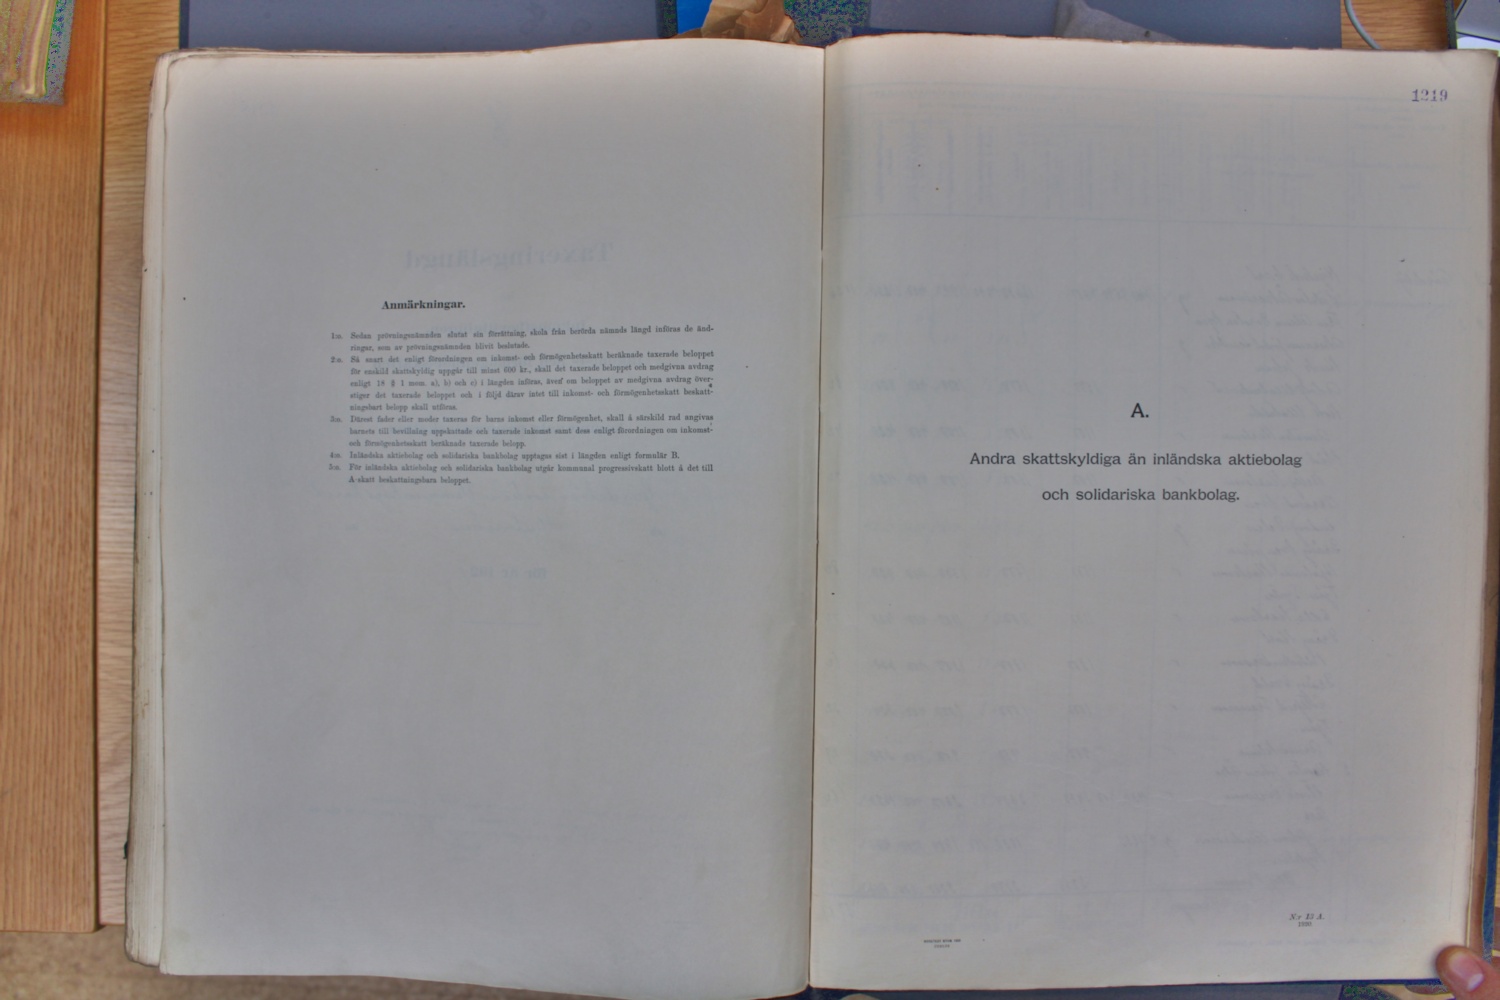 Anmärkningar.
1:o. Sedan prövningsnämnden slutat sin förrättning, skola från berörda nämnds längd införas de änd-
ringar, som av prövningsnämnden blivit beslutade.
2:o. Så snart det enligt förordningen om inkomst- och förmögenhetsskatt beräknade taxerade beloppet
för enskild skattskyldig uppgår till minst 600 kr., skall det taxerade beloppet och medgivna avdrag
enligt 18 § 1 mom. a), b) och c) i längden införas, även om beloppet av medgivna avdrag över-
stiger det taxerade beloppet och i följd därav intet till inkomst- och förmögenhetsskatt beskatt-
ningsbart belopp skall utföras.
3:o. Därest fader eller moder taxeras för barns inkomst eller förmögenhet, skall å särskild rad angivas
barnets till bevillning uppskattade och taxerade inkomst samt dess enligt förordningen om inkomst-
och förmögenhetsskatt beräknade taxerade belopp.
4:o. Inländska aktiebolag och solidariska bankbolag upptagas sist i längden enligt formulär B.
5:o. För inländska aktiebolag och solidariska bankbolag utgår kommunal progressivskatt blott å det till
A-skatt beskattningsbara beloppet.
1219
A.
Andra skattskyldiga än inländska aktiebolag
och solidariska bankbolag.
N:r 13 A.
1920.